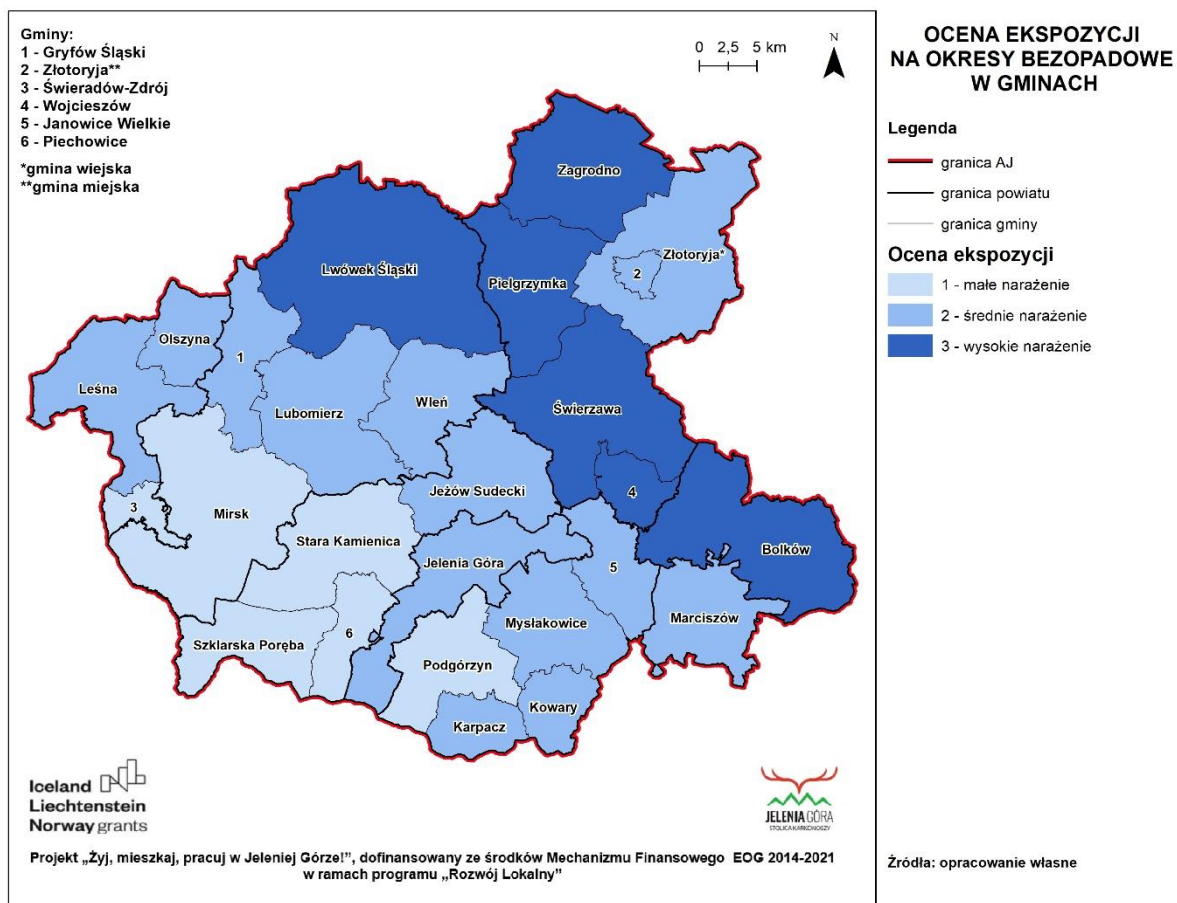 Gminy:
1 - Gryfów Śląski
2 - Złotoryja**
3 - Świeradów-Zdrój
4 - Wojcieszów
5 - Janowice Wielkie
6 - Piechowice
*gmina wiejska
**gmina miejska
0 2,5 5 km
N
Zagrodno
Złotoryja*
2
Lwówek Śląski
Pielgrzymka
Olszyna
1
Leśna
Lubomierz
Wleń
Świerzawa
4
3
Mirsk
Jeżów Sudecki
Stara Kamienica
Jelenia Góra
5
Bolków
Mysłakowice
Marciszów
6
Szklarska Poręba
Podgórzyn
Kowary
Karpacz
Iceland
Liechtenstein
Norway grants
JELENIA GÓRA
STOLICA KARKONOSZY
Projekt „Żyj, mieszkaj, pracuj w Jeleniej Górze!”, dofinansowany ze środków Mechanizmu Finansowego EOG 2014-2021
w ramach programu „Rozwój Lokalny”
OCENA EKSPOZYCJI
NA OKRESY BEZOPADOWE
W GMINACH
Legenda
granica AJ
granica powiatu
granica gminy
Ocena ekspozycji
1 - małe narażenie
2 - średnie narażenie
3 - wysokie narażenie
Źródła: opracowanie własne